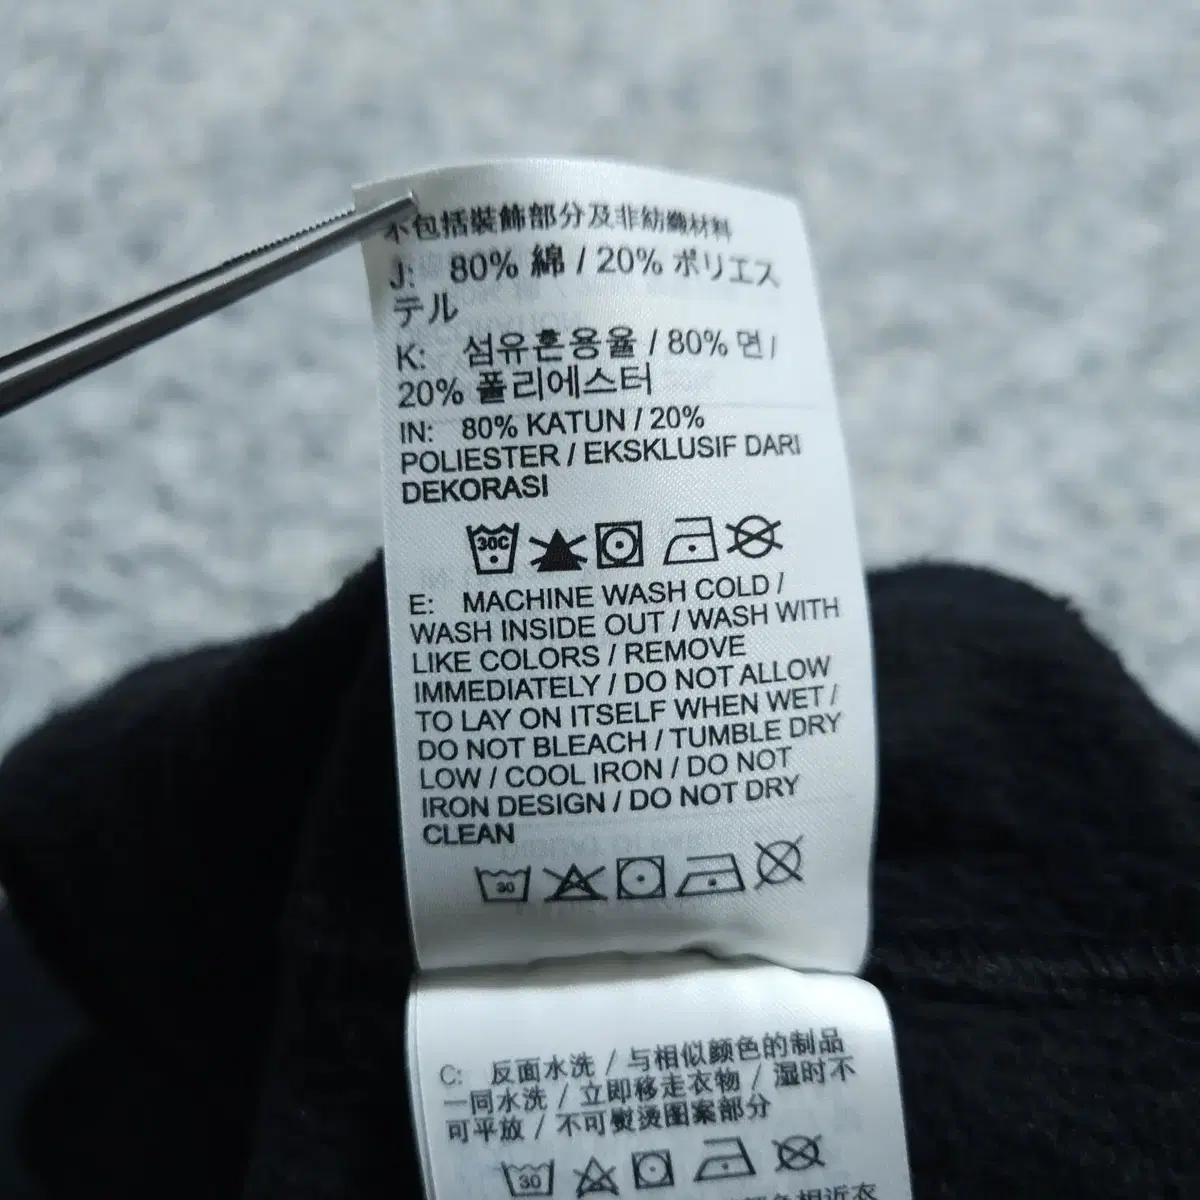 不包括裝飾部分及非紡織材料
J: 80% 綿 / 20% ポリエス
テル
K: 섬유혼용율 / 80% 면 /
20% 폴리에스터
IN: 80% KATUN / 20%
POLIESTER / EKSKLUSIF DARI
DEKORASI
30C
E: MACHINE WASH COLD /
WASH INSIDE OUT / WASH WITH
LIKE COLORS / REMOVE
IMMEDIATELY / DO NOT ALLOW
TO LAY ON ITSELF WHEN WET /
DO NOT BLEACH / TUMBLE DRY
LOW / COOL IRON / DO NOT
IRON DESIGN / DO NOT DRY
CLEAN
30
C: 反面水洗 / 与相似颜色的制品
一同水洗 / 立即移走衣物 / 湿时不
可平放 / 不可熨烫图案部分
30
色相近衣